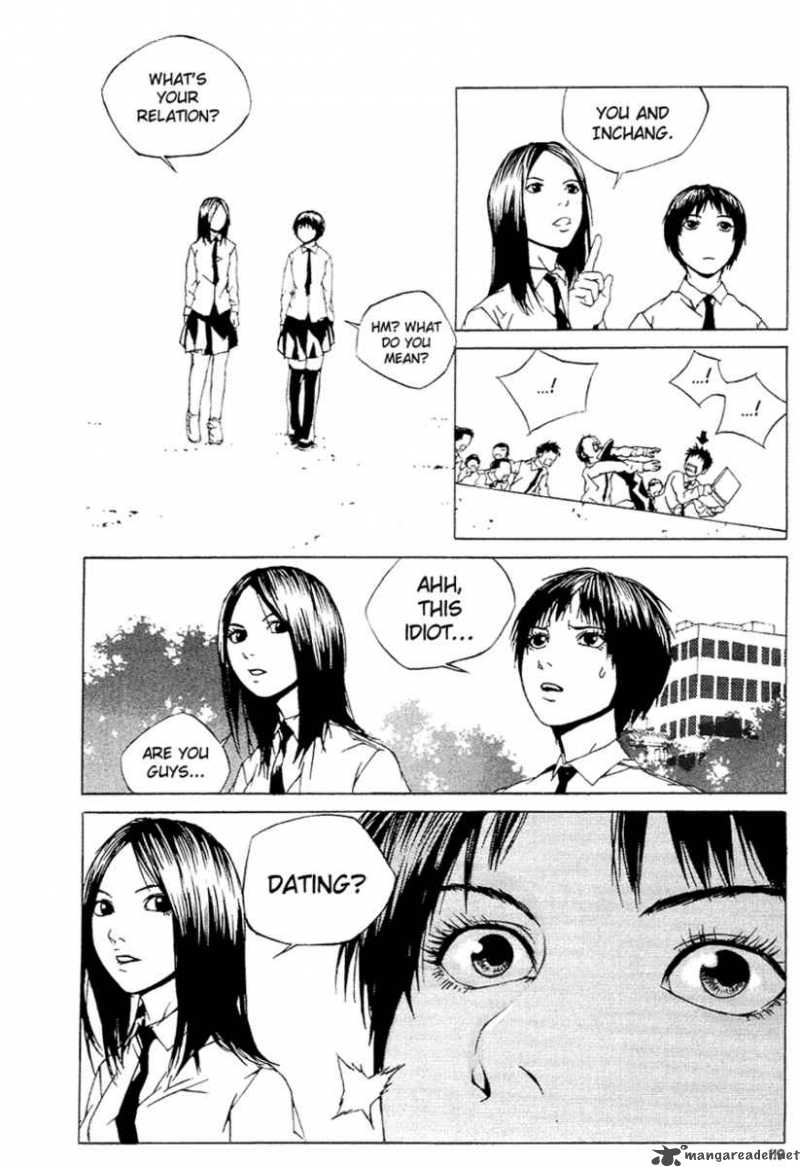 WHAT'S
YOUR
RELATION?
HM? WHAT
DO YOU
MEAN?
YOU AND
INCHANG.
...!
...!
...!
AHH,
THIS
IDIOT...
ARE YOU
GUYS...
DATING?
mangareader.net